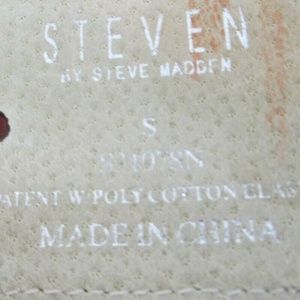 STEVEN
BY STEVE MADDEN
S
PATENT W/POLY COTTON ELAS
MADE IN CHINA